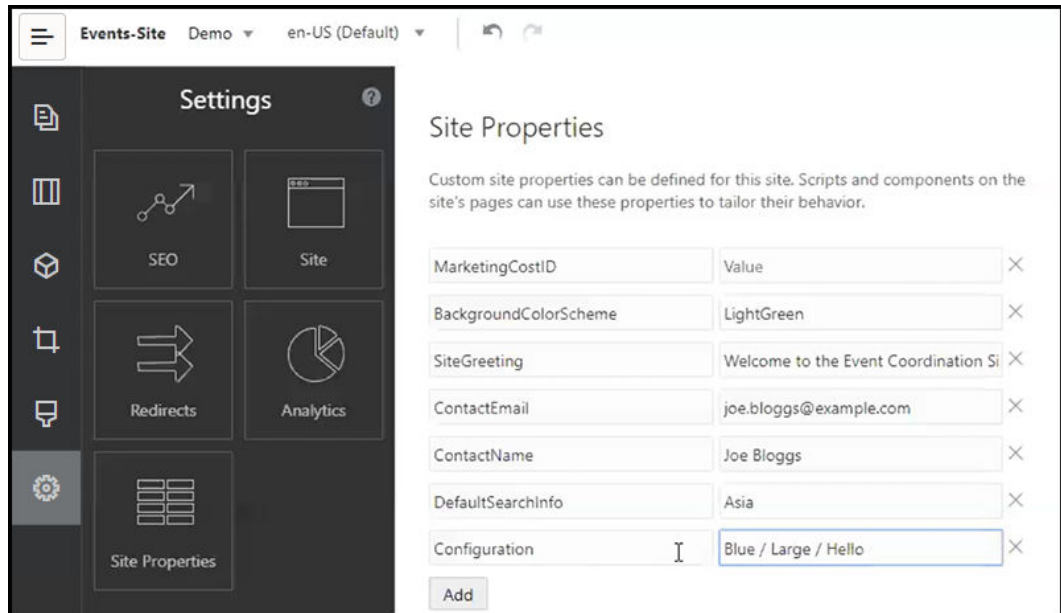 Events-Site Demo en-US (Default)
Settings
?
SEO
Site
Redirects
Analytics
Site Properties
Site Properties
Custom site properties can be defined for this site. Scripts and components on the
site's pages can use these properties to tailor their behavior.
MarketingCostID Value
BackgroundColorScheme LightGreen
SiteGreeting Welcome to the Event Coordination Si
ContactEmail joe.bloggs@example.com
ContactName Joe Bloggs
DefaultSearchInfo Asia
Configuration Blue / Large / Hello
Add